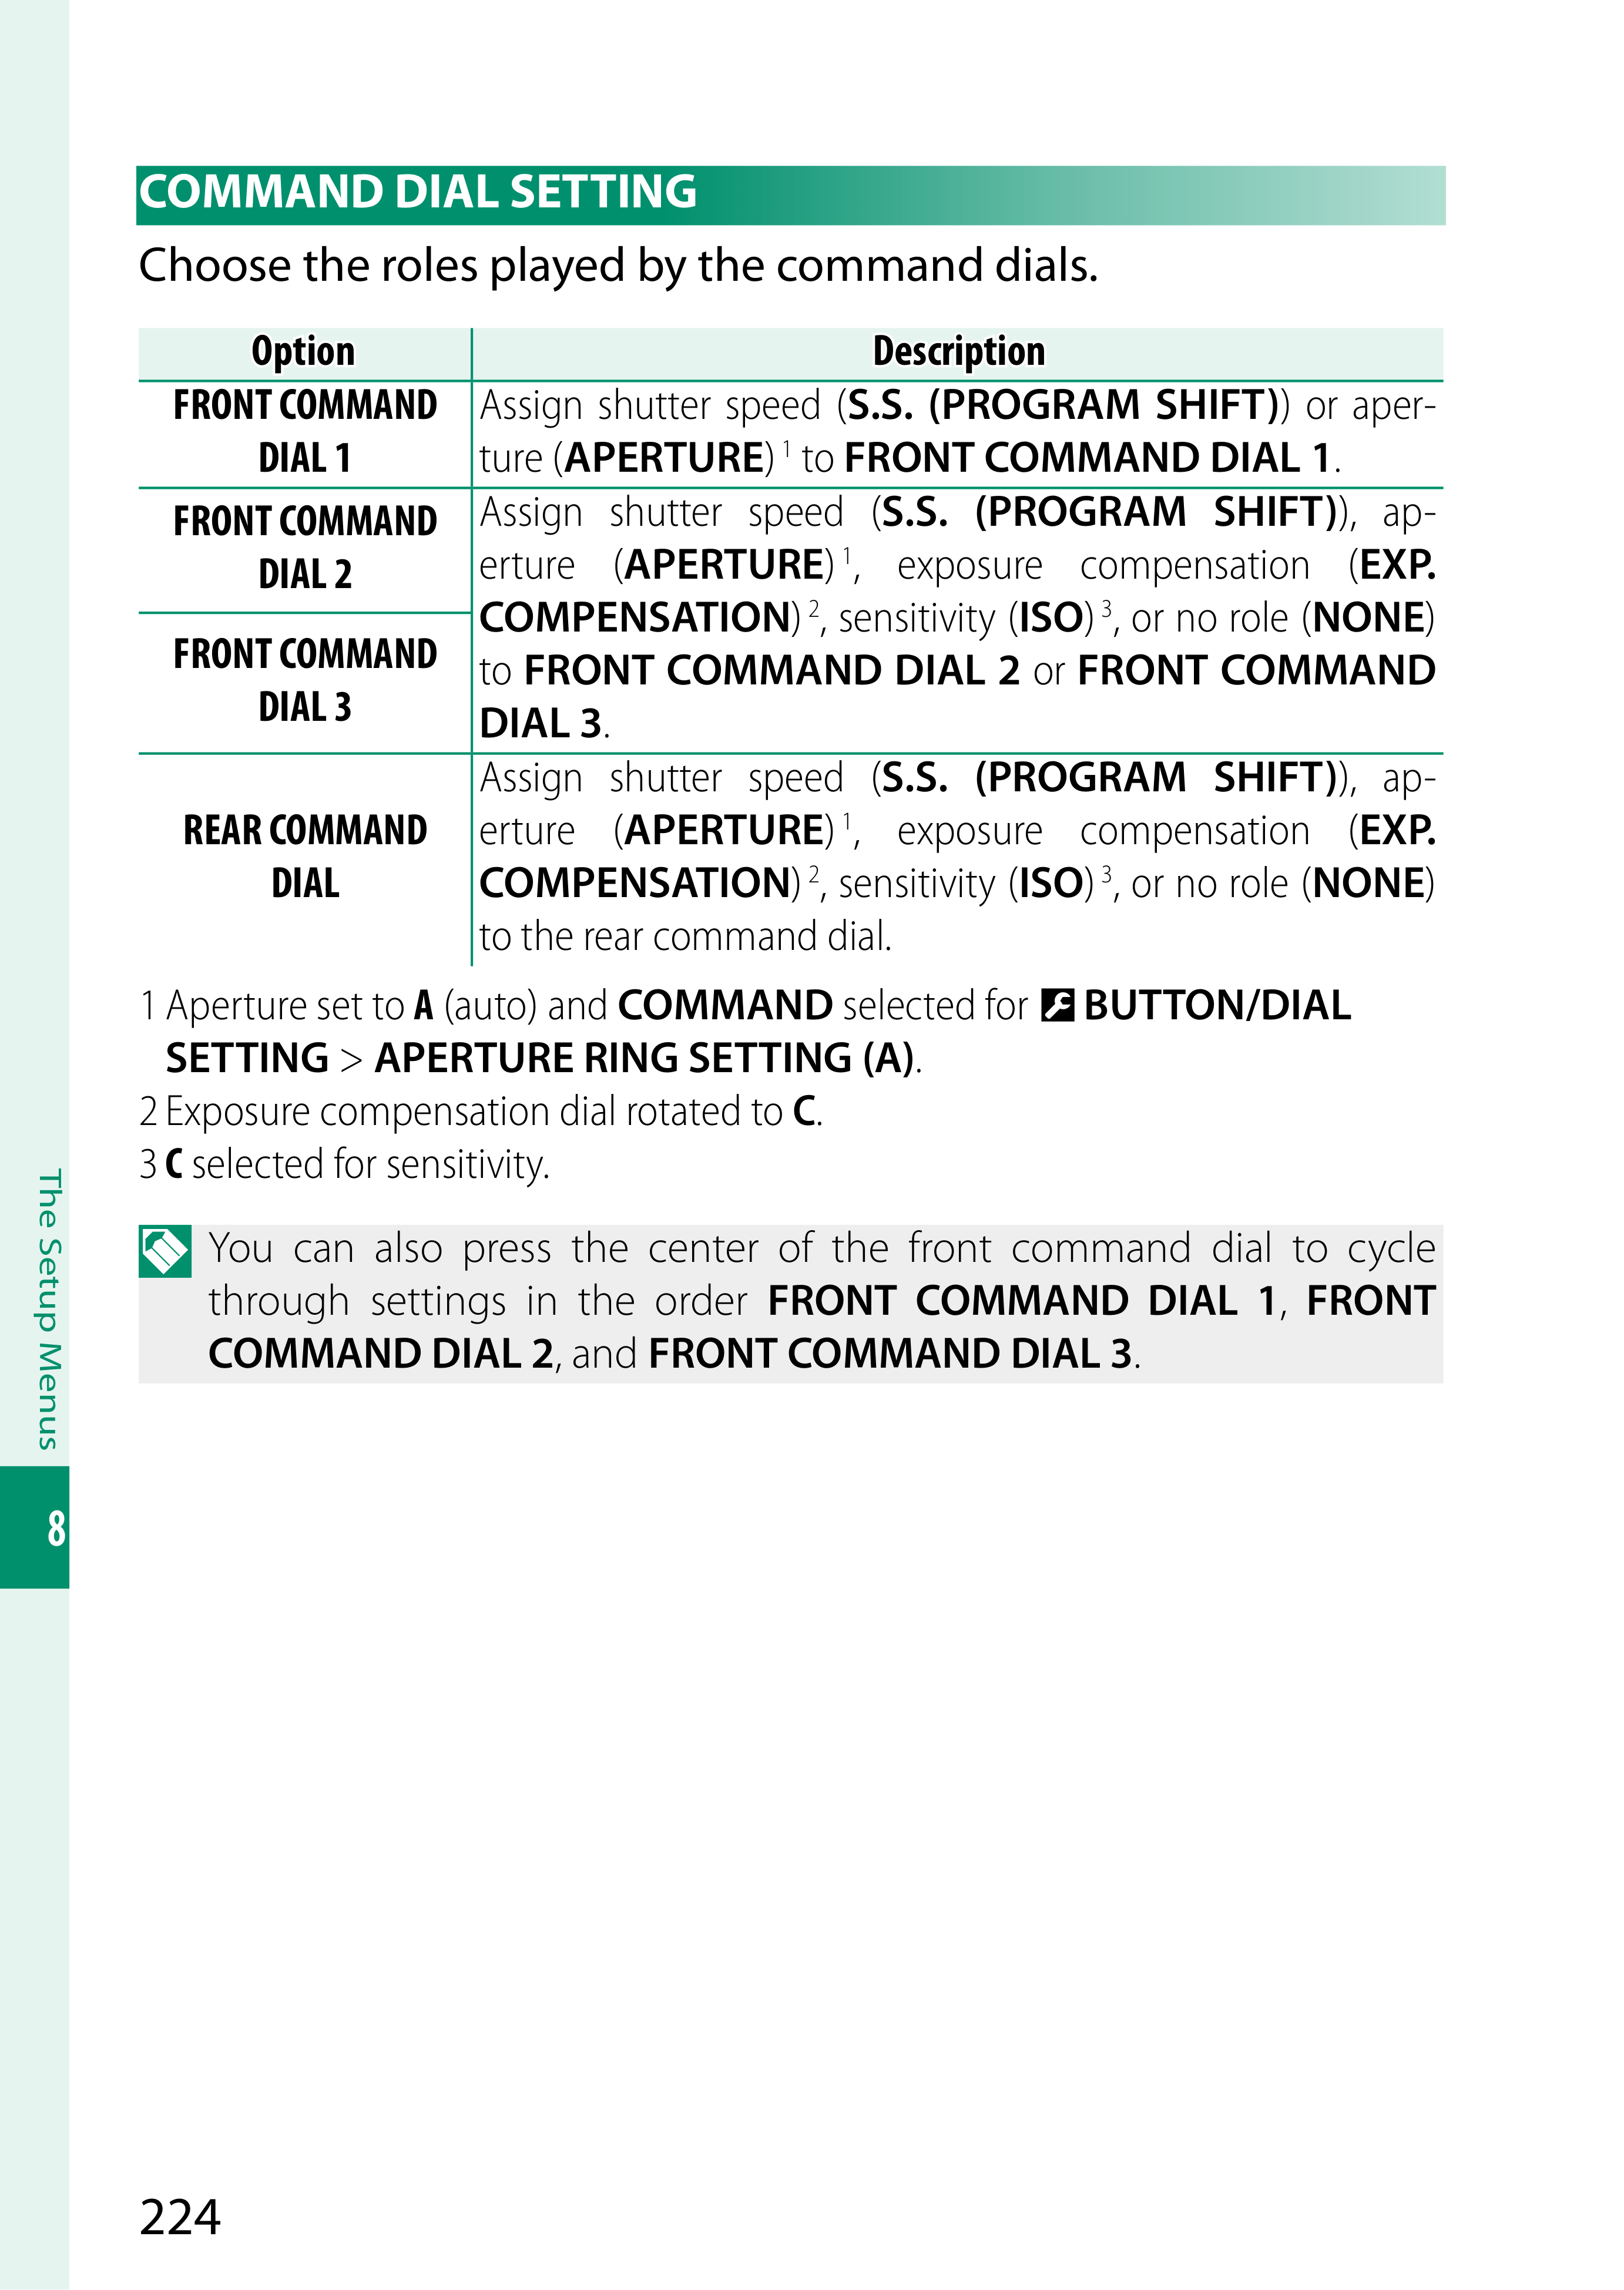 COMMAND DIAL SETTING
Choose the roles played by the command dials.
Option
Description
FRONT COMMAND
DIAL 1
Assign shutter speed (S.S. (PROGRAM SHIFT)) or aper-
ture (APERTURE) 1 to FRONT COMMAND DIAL 1.
FRONT COMMAND
DIAL 2
FRONT COMMAND
DIAL 3
Assign shutter speed (S.S. (PROGRAM SHIFT)), ap-
erture (APERTURE) 1, exposure compensation (EXP.
COMPENSATION) 2, sensitivity (ISO) 3, or no role (NONE)
to FRONT COMMAND DIAL 2 or FRONT COMMAND
DIAL 3.
REAR COMMAND
DIAL
Assign shutter speed (S.S. (PROGRAM SHIFT)), ap-
erture (APERTURE) 1, exposure compensation (EXP.
COMPENSATION) 2, sensitivity (ISO) 3, or no role (NONE)
to the rear command dial.
1 Aperture set to A (auto) and COMMAND selected for BUTTON/DIAL
SETTING > APERTURE RING SETTING (A).
2 Exposure compensation dial rotated to C.
3 C selected for sensitivity.
You can also press the center of the front command dial to cycle
through settings in the order FRONT COMMAND DIAL 1, FRONT
COMMAND DIAL 2, and FRONT COMMAND DIAL 3.
The Setup Menus
8
224